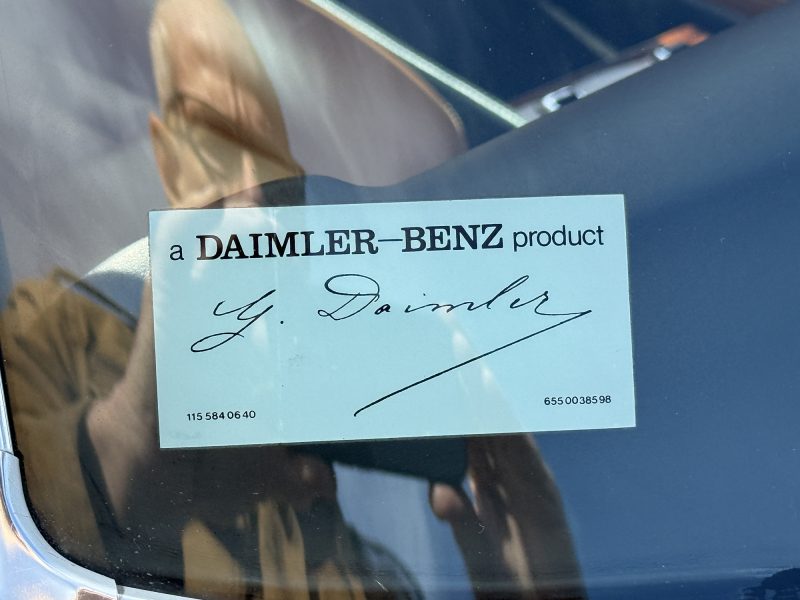 a DAIMLER-BENZ product
G. Daimler
115 584 06 40
655 003 85 98